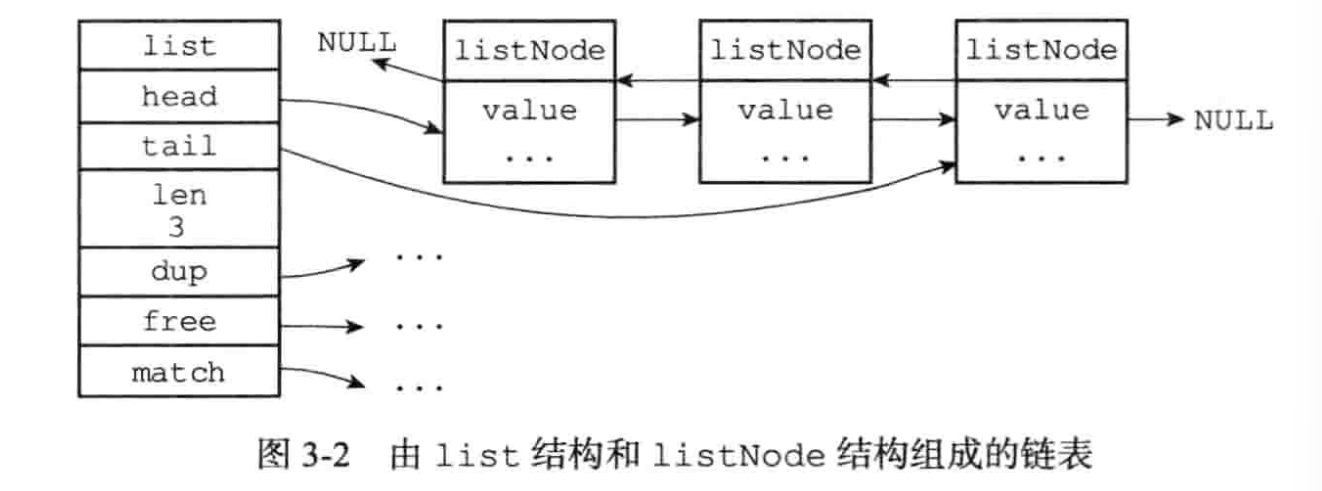 list
head
tail
len
3
dup
free
match
NULL
listNode
value
...
listNode
value
...
listNode
value
...
NULL
...
...
...
图 3-2 由 list 结构和 listNode 结构组成的链表